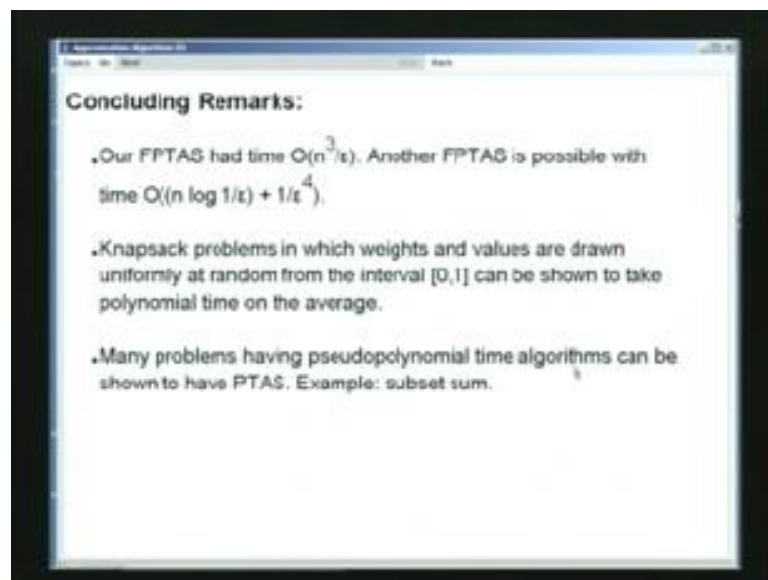 Concluding Remarks:
.Our FPTAS had time O(n³/ε). Another FPTAS is possible with
time O((n log 1/ε) + 1/ε⁴).
.Knapsack problems in which weights and values are drawn
uniformly at random from the interval [0,1] can be shown to take
polynomial time on the average.
.Many problems having pseudopolynomial time algorithms can be
shown to have PTAS. Example: subset sum.